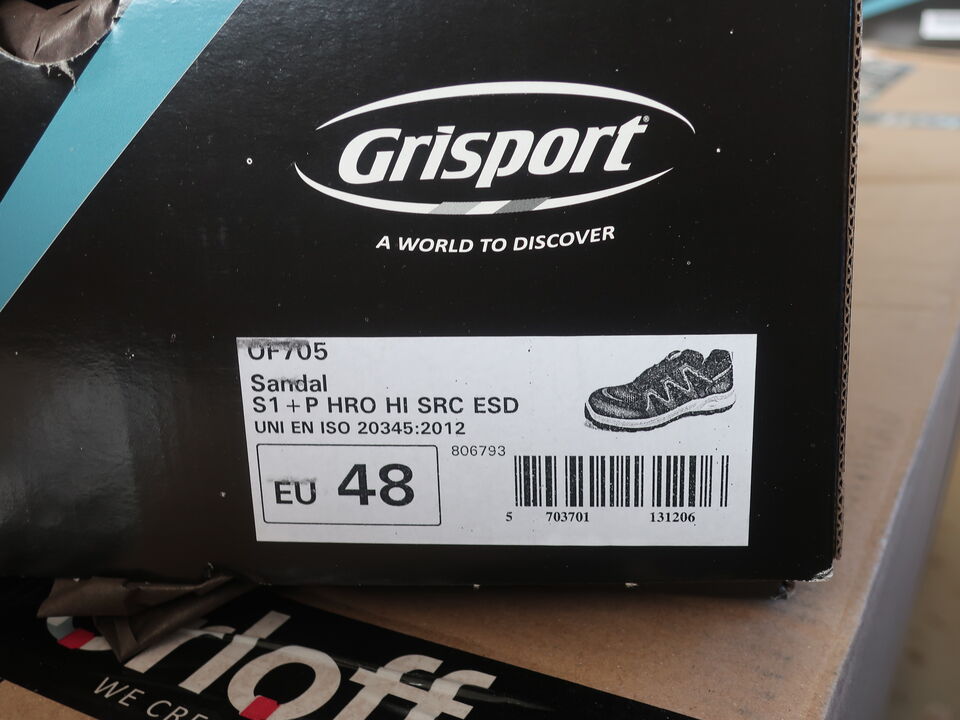 Grisport®
A WORLD TO DISCOVER
OF705
Sandal
S1+P HRO HI SRC ESD
UNI EN ISO 20345:2012
806793
EU 48
5 703701 131206
WE